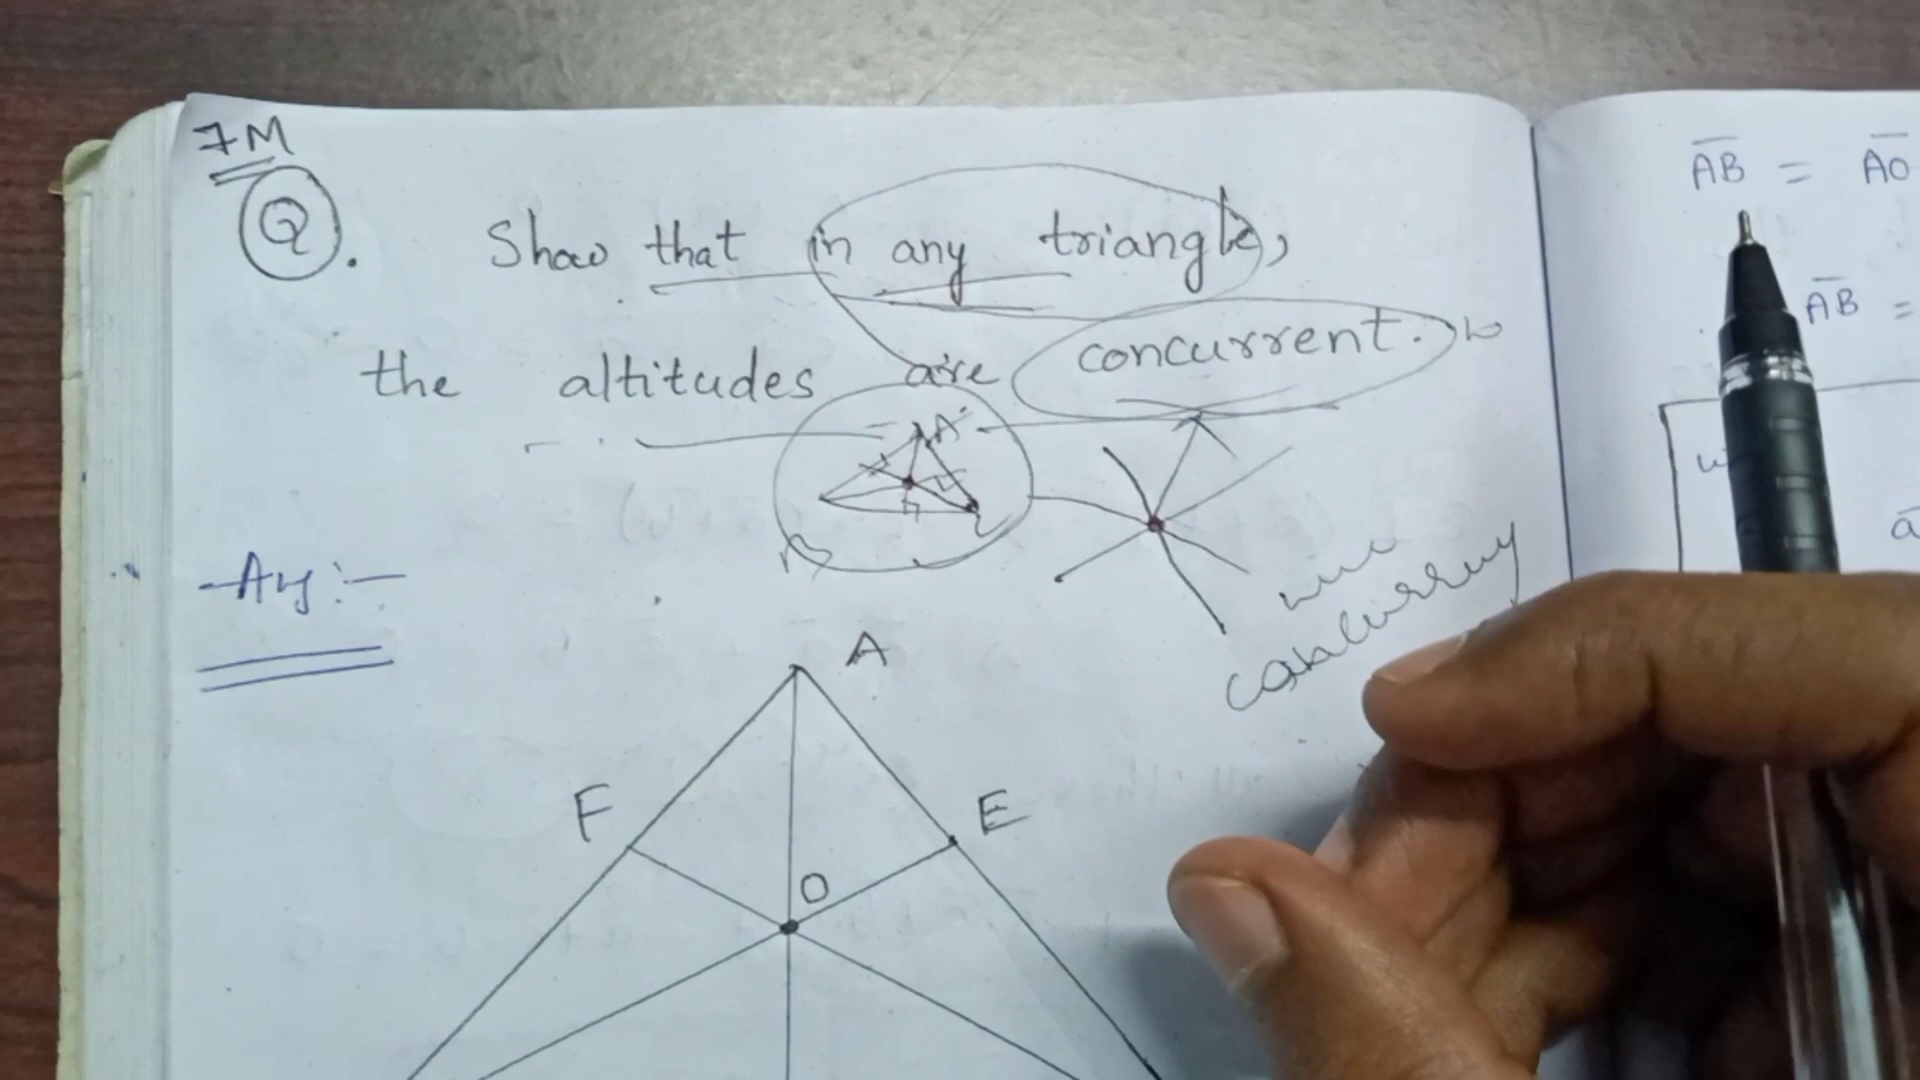 7M
Q. Show that in any triangle,
the altitudes are concurrent.
A
B
Ans :-
A
F
E
O
AB = AO
AB =